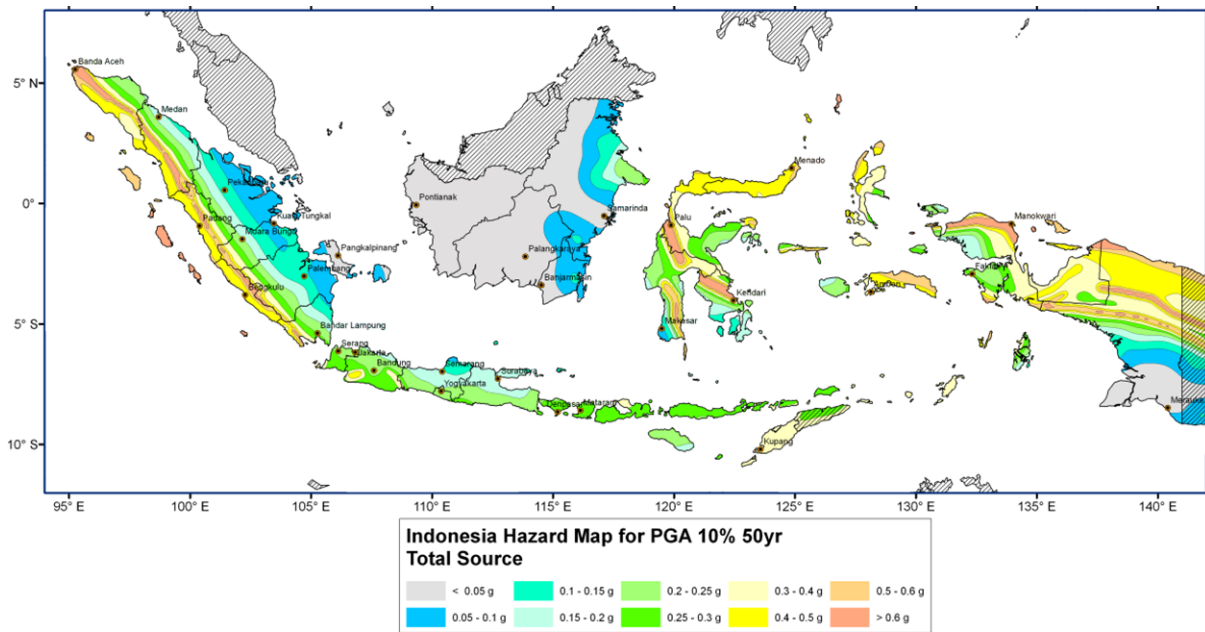 Banda Aceh
5° N
Medan
Menado
Pekanbaru
0°
Pontianak
Samarinda
Palu
Manokwari
Padang
Kuala Tungkal
Muara Bungo
Pangkalpinang
Palangkaraya
Palembang
Fakfak
Banjarmasin
Ambon
Bengkulu
Kendari
5° S
Bandar Lampung
Makasar
Serang
Jakarta
Bandung
Semarang
Surabaya
Yogyakarta
Denpasar
Mataram
Merauke
10° S
Kupang
95° E
100° E
105° E
110° E
115° E
120° E
125° E
130° E
135° E
140° E
Indonesia Hazard Map for PGA 10% 50yr
Total Source
< 0.05 g 0.1 - 0.15 g 0.2 - 0.25 g 0.3 - 0.4 g 0.5 - 0.6 g
0.05 - 0.1 g 0.15 - 0.2 g 0.25 - 0.3 g 0.4 - 0.5 g > 0.6 g